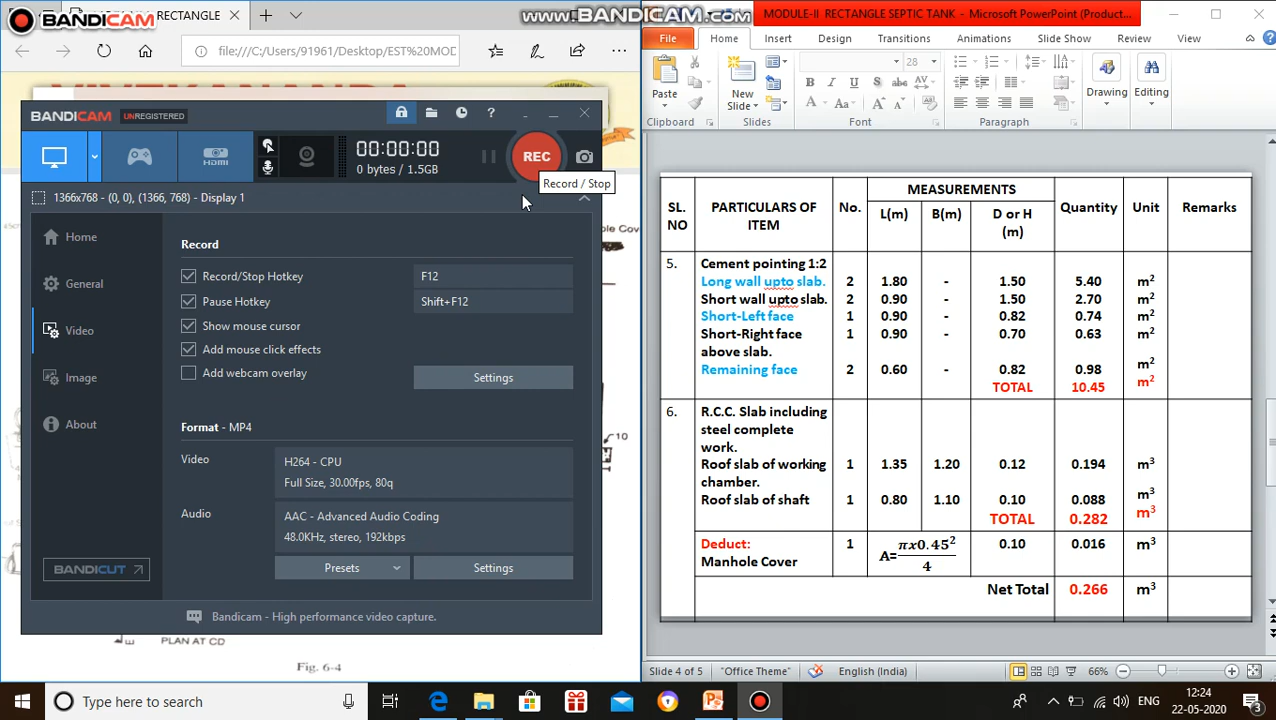 RECTANGLE
BANDICAM
www.BANDICAM.com
MODULE-II RECTANGLE SEPTIC TANK - Microsoft PowerPoint (Product...
file:///C:/Users/91961/Desktop/EST%20MOD
File Home Insert Design Transitions Animations Slide Show Review View
28
Paste
New Slide
Drawing
Editing
Clipboard Slides Font Paragraph
BANDICAM UNREGISTERED
HDMI
00:00:00
0 bytes / 1.5GB
REC
Record / Stop
1366x768 - (0, 0), (1366, 768) - Display 1
Home
General
Video
Image
About
BANDICUT
Record
Record/Stop Hotkey F12
Pause Hotkey Shift+F12
Show mouse cursor
Add mouse click effects
Add webcam overlay Settings
Format - MP4
Video H264 - CPU
Full Size, 30.00fps, 80q
Audio AAC - Advanced Audio Coding
48.0KHz, stereo, 192kbps
Presets Settings
Bandicam - High performance video capture.
10
PLAN AT CD
Fig. 6-4
SL. NO PARTICULARS OF ITEM No. MEASUREMENTS Quantity Unit Remarks
L(m) B(m) D or H (m)
5. Cement pointing 1:2
Long wall upto slab. 2 1.80 - 1.50 5.40 m²
Short wall upto slab. 2 0.90 - 1.50 2.70 m²
Short-Left face 1 0.90 - 0.82 0.74 m²
Short-Right face 1 0.90 - 0.70 0.63 m²
above slab.
Remaining face 2 0.60 - 0.82 0.98 m²
TOTAL 10.45 m²
6. R.C.C. Slab including
steel complete
work.
Roof slab of working 1 1.35 1.20 0.12 0.194 m³
chamber.
Roof slab of shaft 1 0.80 1.10 0.10 0.088 m³
TOTAL 0.282 m³
Deduct: 1 A=πx0.45²/4 0.10 0.016 m³
Manhole Cover
Net Total 0.266 m³
Slide 4 of 5 "Office Theme" English (India) 66%
Type here to search
ENG
12:24
22-05-2020